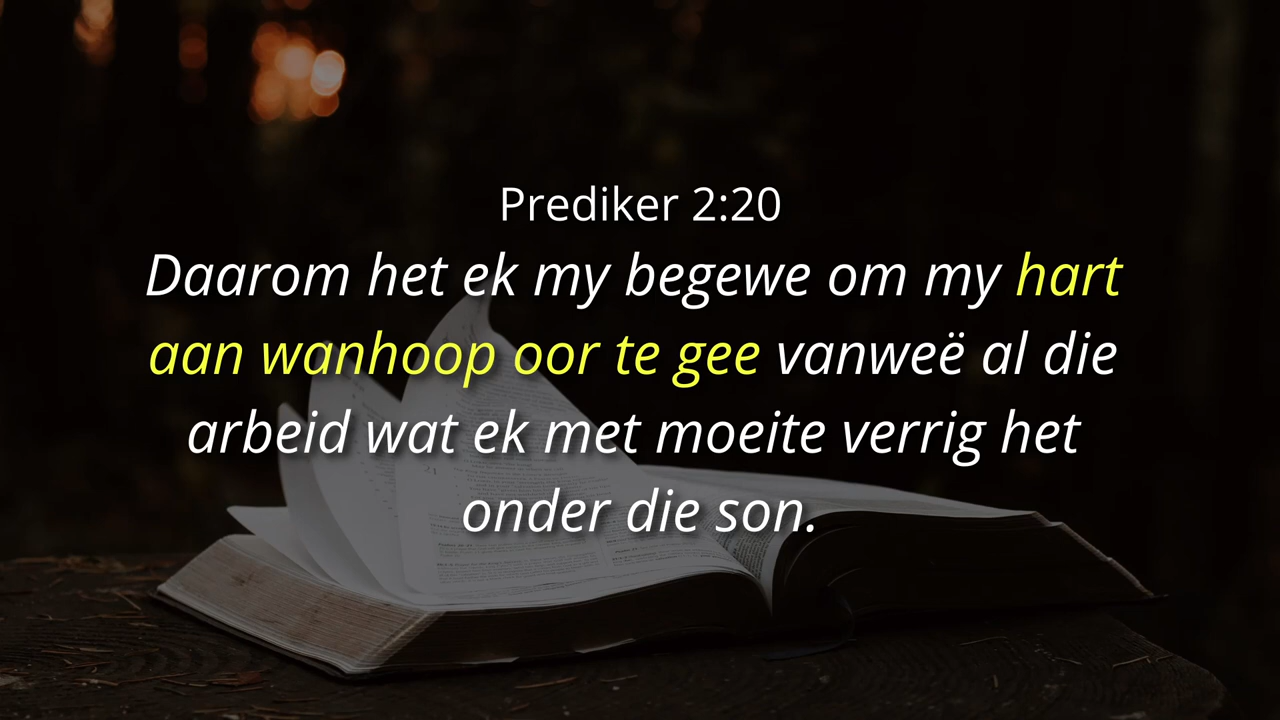 Prediker 2:20
Daarom het ek my begewe om my hart
aan wanhoop oor te gee vanweë al die
arbeid wat ek met moeite verrig het
onder die son.